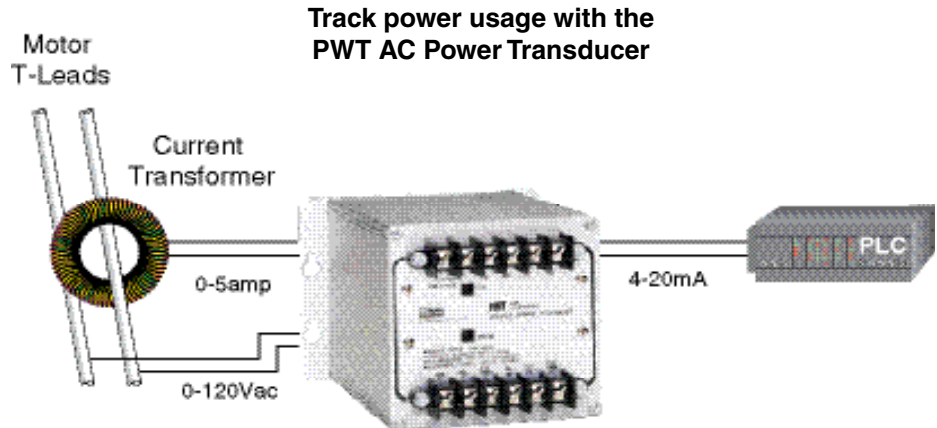 Track power usage with the
PWT AC Power Transducer
Motor
T-Leads
Current
Transformer
0-5amp
4-20mA
PLC
0-120Vac